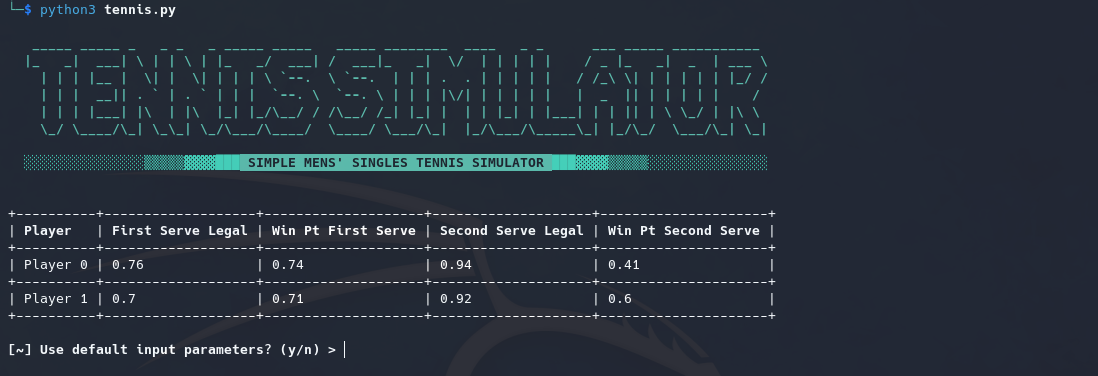 └─$ python3 tennis.py
TENNIS SIMULATOR
SIMPLE MENS' SINGLES TENNIS SIMULATOR
+----------+-------------------+--------------------+--------------------+---------------------+
| Player   | First Serve Legal | Win Pt First Serve | Second Serve Legal | Win Pt Second Serve |
+----------+-------------------+--------------------+--------------------+---------------------+
| Player 0 | 0.76              | 0.74               | 0.94               | 0.41                |
+----------+-------------------+--------------------+--------------------+---------------------+
| Player 1 | 0.7               | 0.71               | 0.92               | 0.6                 |
+----------+-------------------+--------------------+--------------------+---------------------+
[~] Use default input parameters? (y/n) >